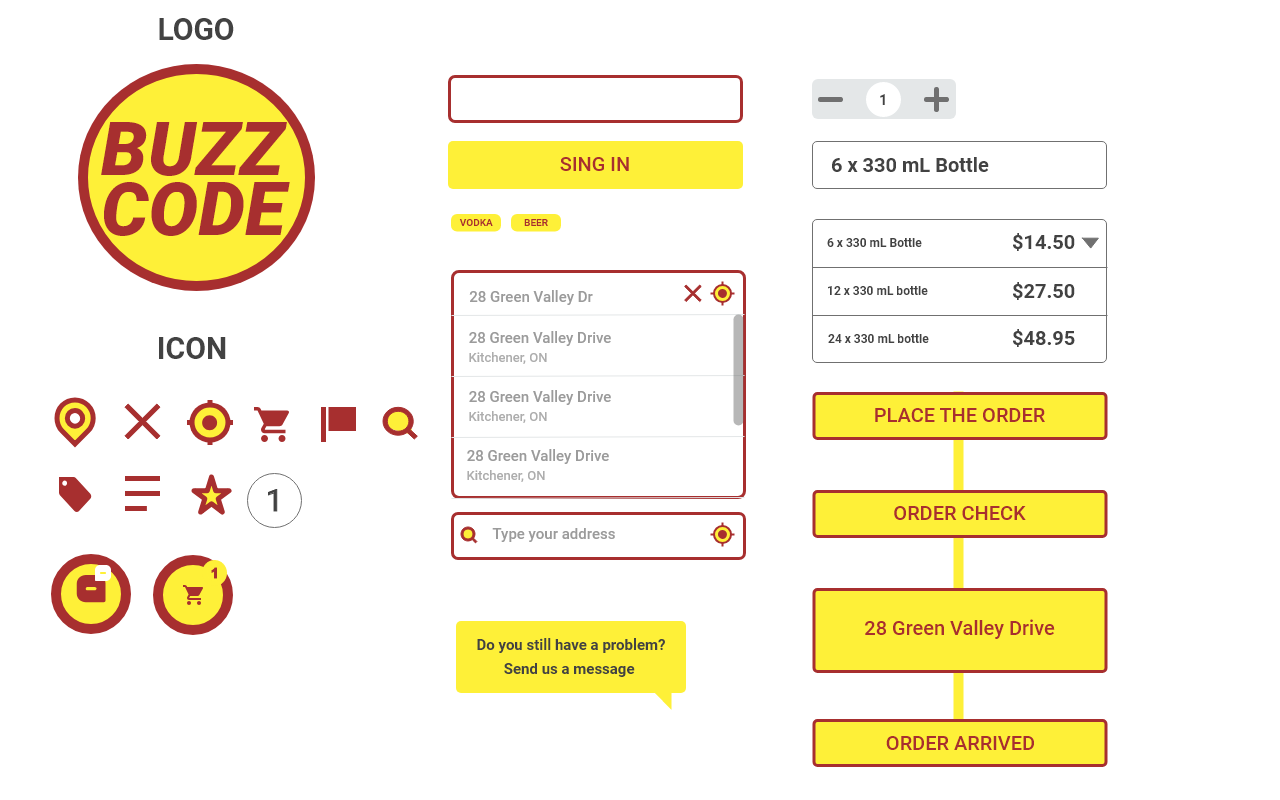 LOGO
BUZZ
CODE
ICON
1
1
SING IN
VODKA
BEER
28 Green Valley Dr
28 Green Valley Drive
Kitchener, ON
28 Green Valley Drive
Kitchener, ON
28 Green Valley Drive
Kitchener, ON
Type your address
Do you still have a problem?
Send us a message
1
6 x 330 mL Bottle
6 x 330 mL Bottle $14.50
12 x 330 mL bottle $27.50
24 x 330 mL bottle $48.95
PLACE THE ORDER
ORDER CHECK
28 Green Valley Drive
ORDER ARRIVED